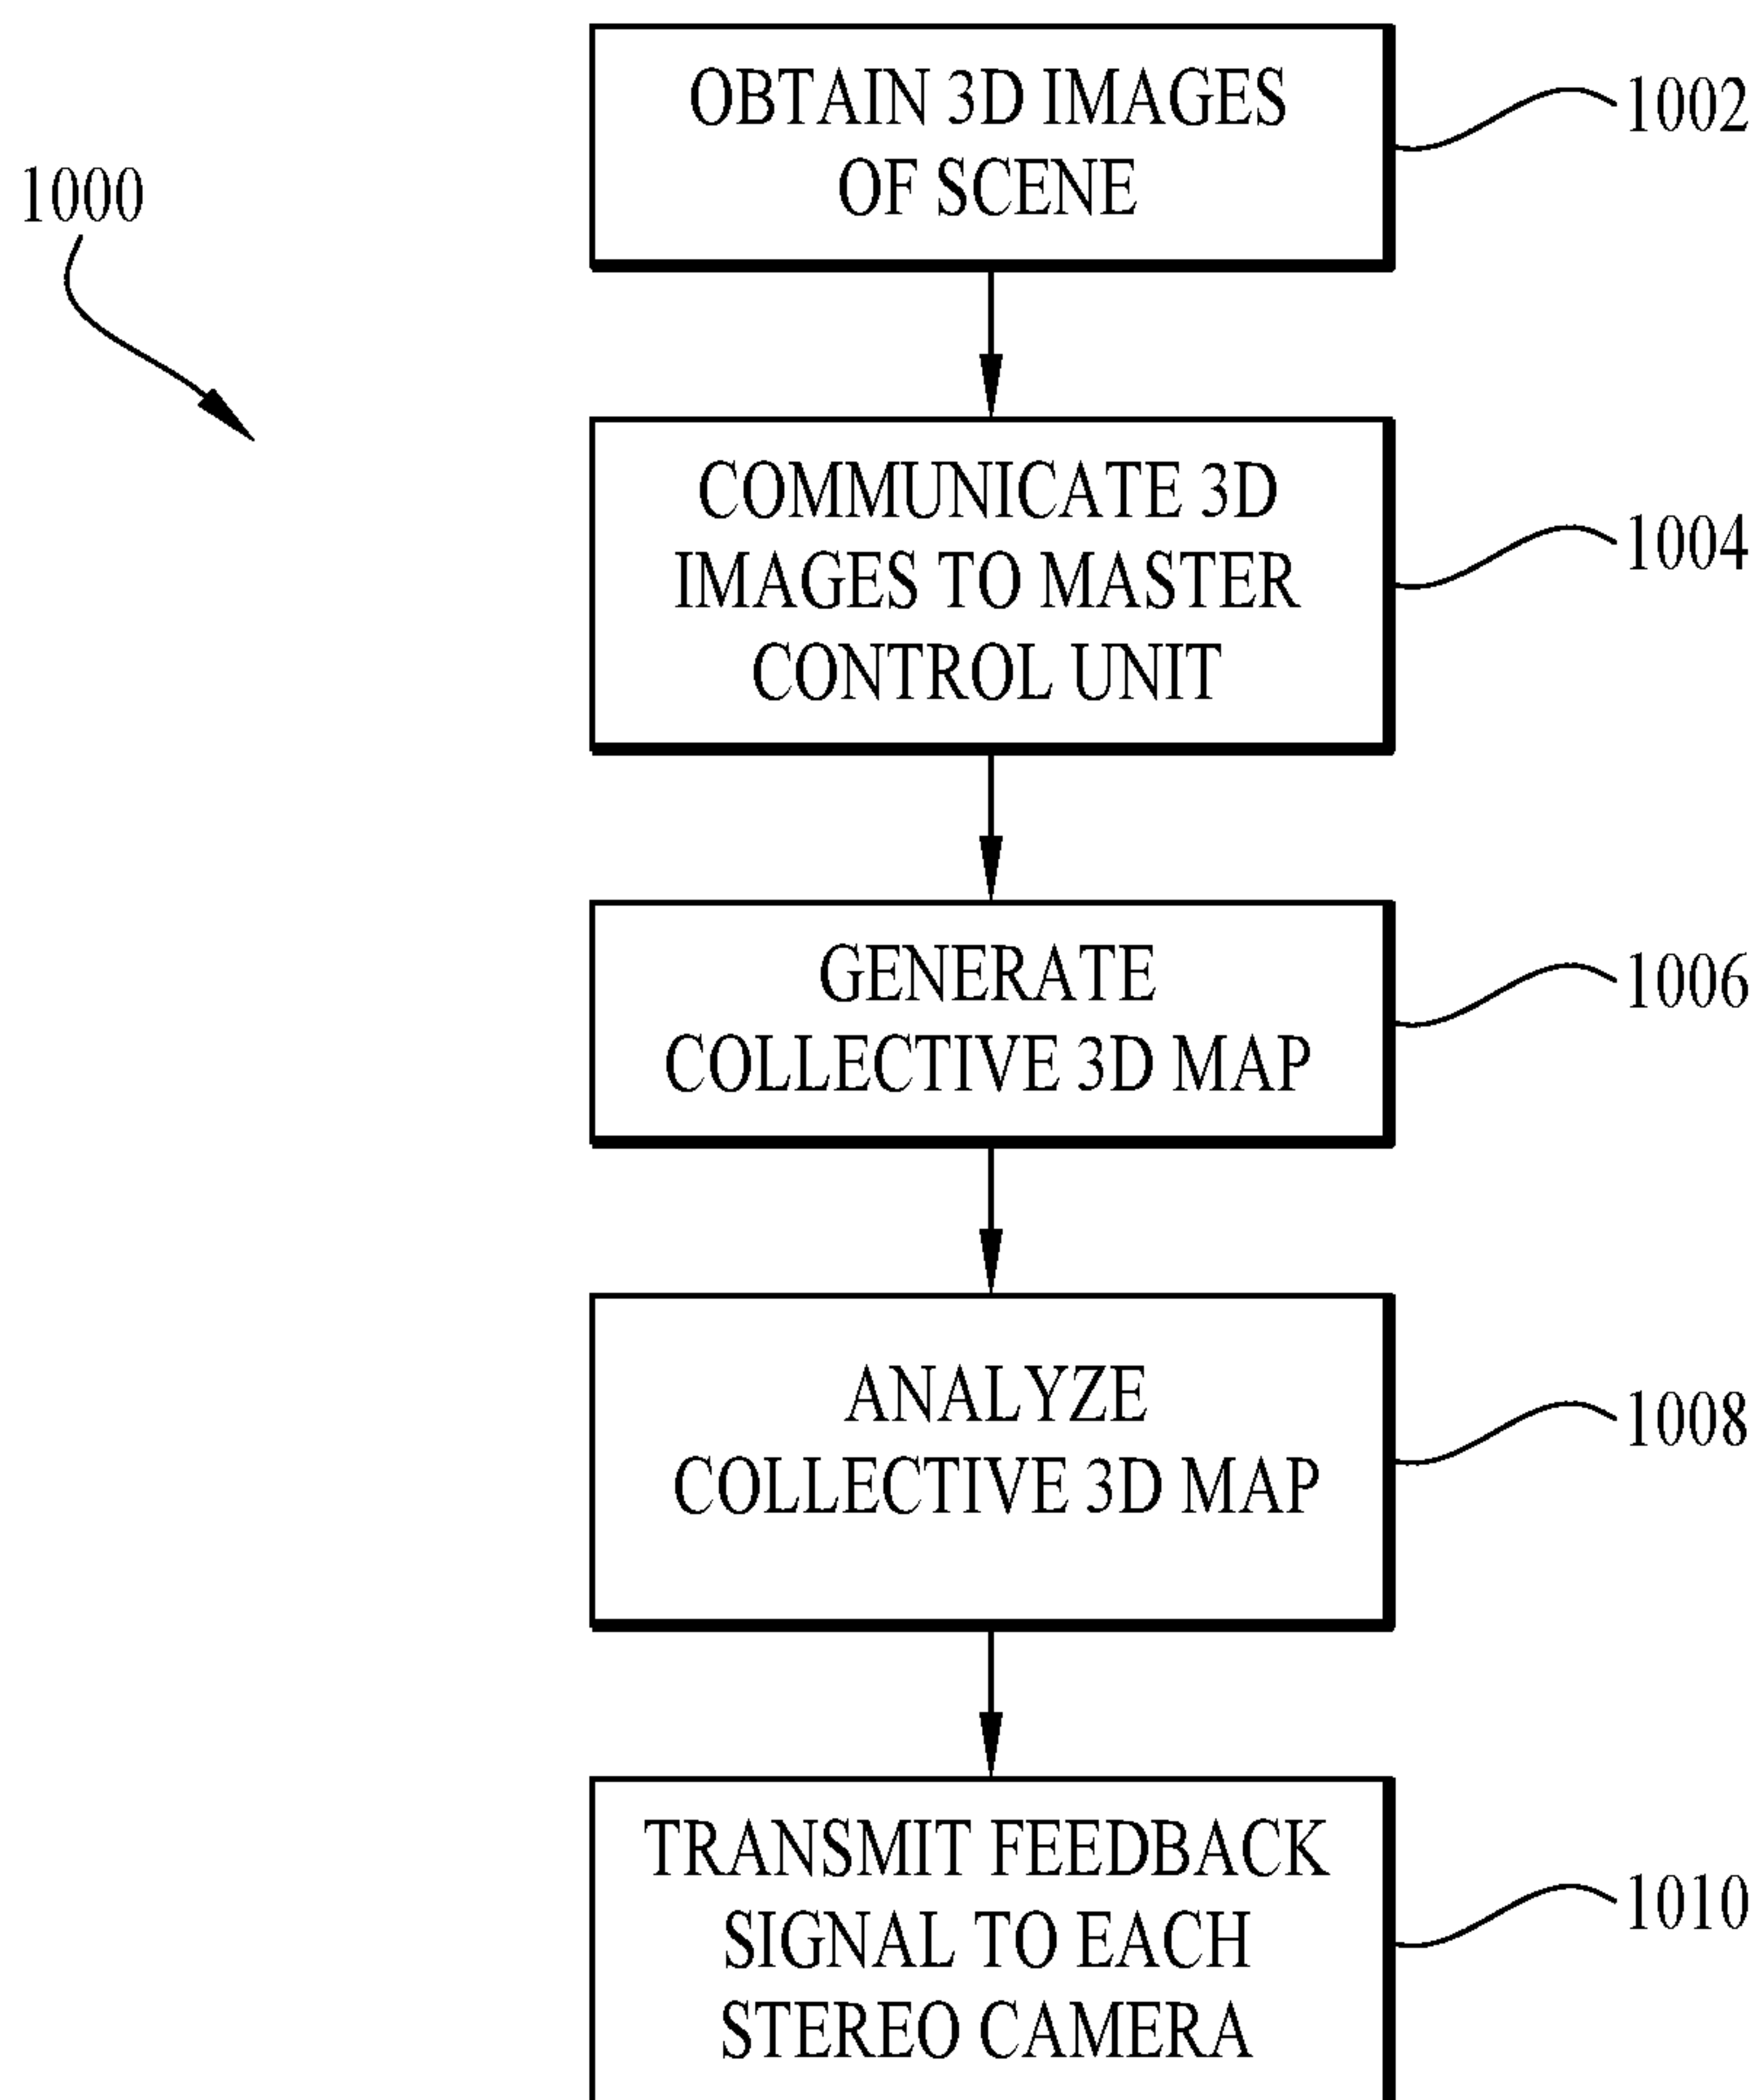 OBTAIN 3D IMAGES
OF SCENE
1002
1000
COMMUNICATE 3D
IMAGES TO MASTER
CONTROL UNIT
1004
GENERATE
COLLECTIVE 3D MAP
1006
ANALYZE
COLLECTIVE 3D MAP
1008
TRANSMIT FEEDBACK
SIGNAL TO EACH
STEREO CAMERA
1010